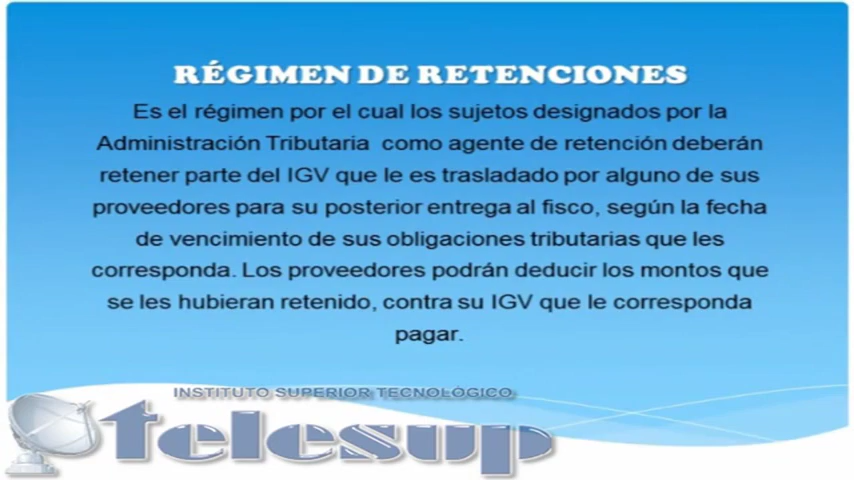 RÉGIMEN DE RETENCIONES
Es el régimen por el cual los sujetos designados por la
Administración Tributaria como agente de retención deberán
retener parte del IGV que le es trasladado por alguno de sus
proveedores para su posterior entrega al fisco, según la fecha
de vencimiento de sus obligaciones tributarias que les
corresponda. Los proveedores podrán deducir los montos que
se les hubieran retenido, contra su IGV que le corresponda
pagar.
INSTITUTO SUPERIOR TECNOLÓGICO
telesup